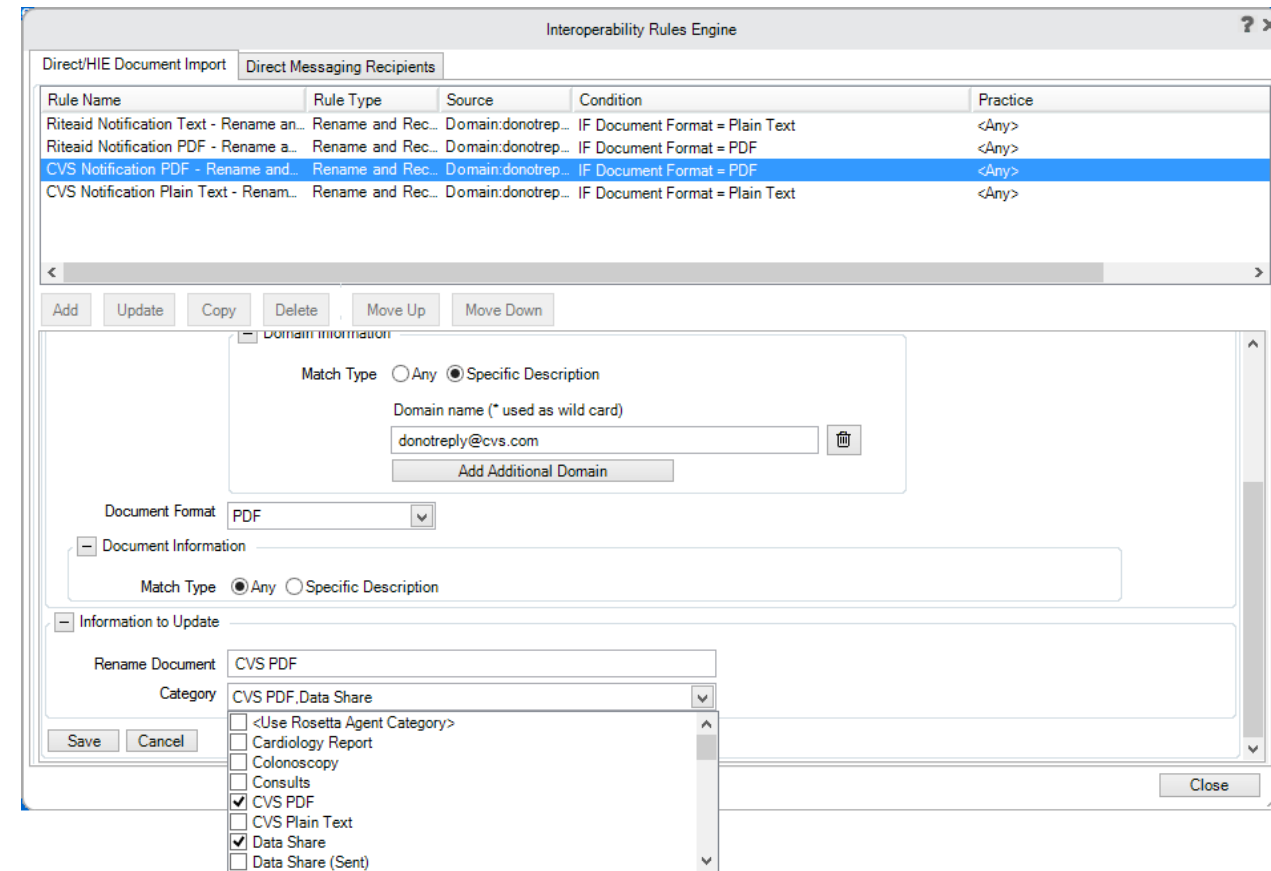 Interoperability Rules Engine ? ×
Direct/HIE Document Import Direct Messaging Recipients
Rule Name Rule Type Source Condition Practice
Riteaid Notification Text - Rename an... Rename and Rec... Domain:donotrep... IF Document Format = Plain Text <Any>
Riteaid Notification PDF - Rename a... Rename and Rec... Domain:donotrep... IF Document Format = PDF <Any>
CVS Notification PDF - Rename and... Rename and Rec... Domain:donotrep... IF Document Format = PDF <Any>
CVS Notification Plain Text - Renam... Rename and Rec... Domain:donotrep... IF Document Format = Plain Text <Any>
Add Update Copy Delete Move Up Move Down
Domain Information
Match Type Any Specific Description
Domain name (* used as wild card)
donotreply@cvs.com
Add Additional Domain
Document Format PDF
Document Information
Match Type Any Specific Description
Information to Update
Rename Document CVS PDF
Category CVS PDF,Data Share
<Use Rosetta Agent Category>
Save Cancel Cardiology Report
Colonoscopy
Consults
Close
CVS PDF
CVS Plain Text
Data Share
Data Share (Sent)